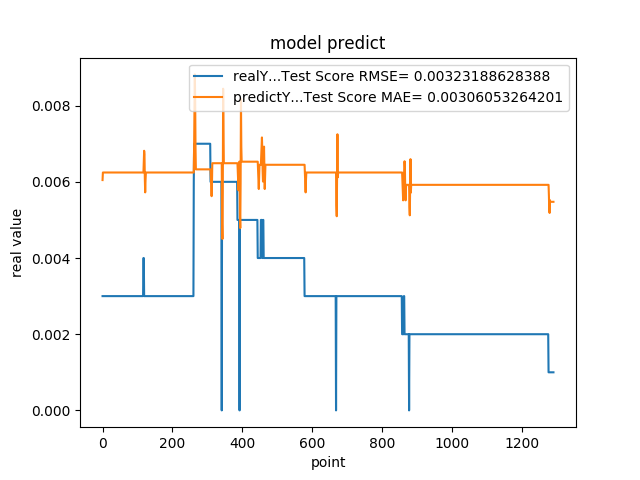 model predict
realY...Test Score RMSE= 0.00323188628388
predictY...Test Score MAE= 0.00306053264201
0.008
0.006
0.004
0.002
0.000
real value
0 200 400 600 800 1000 1200
point